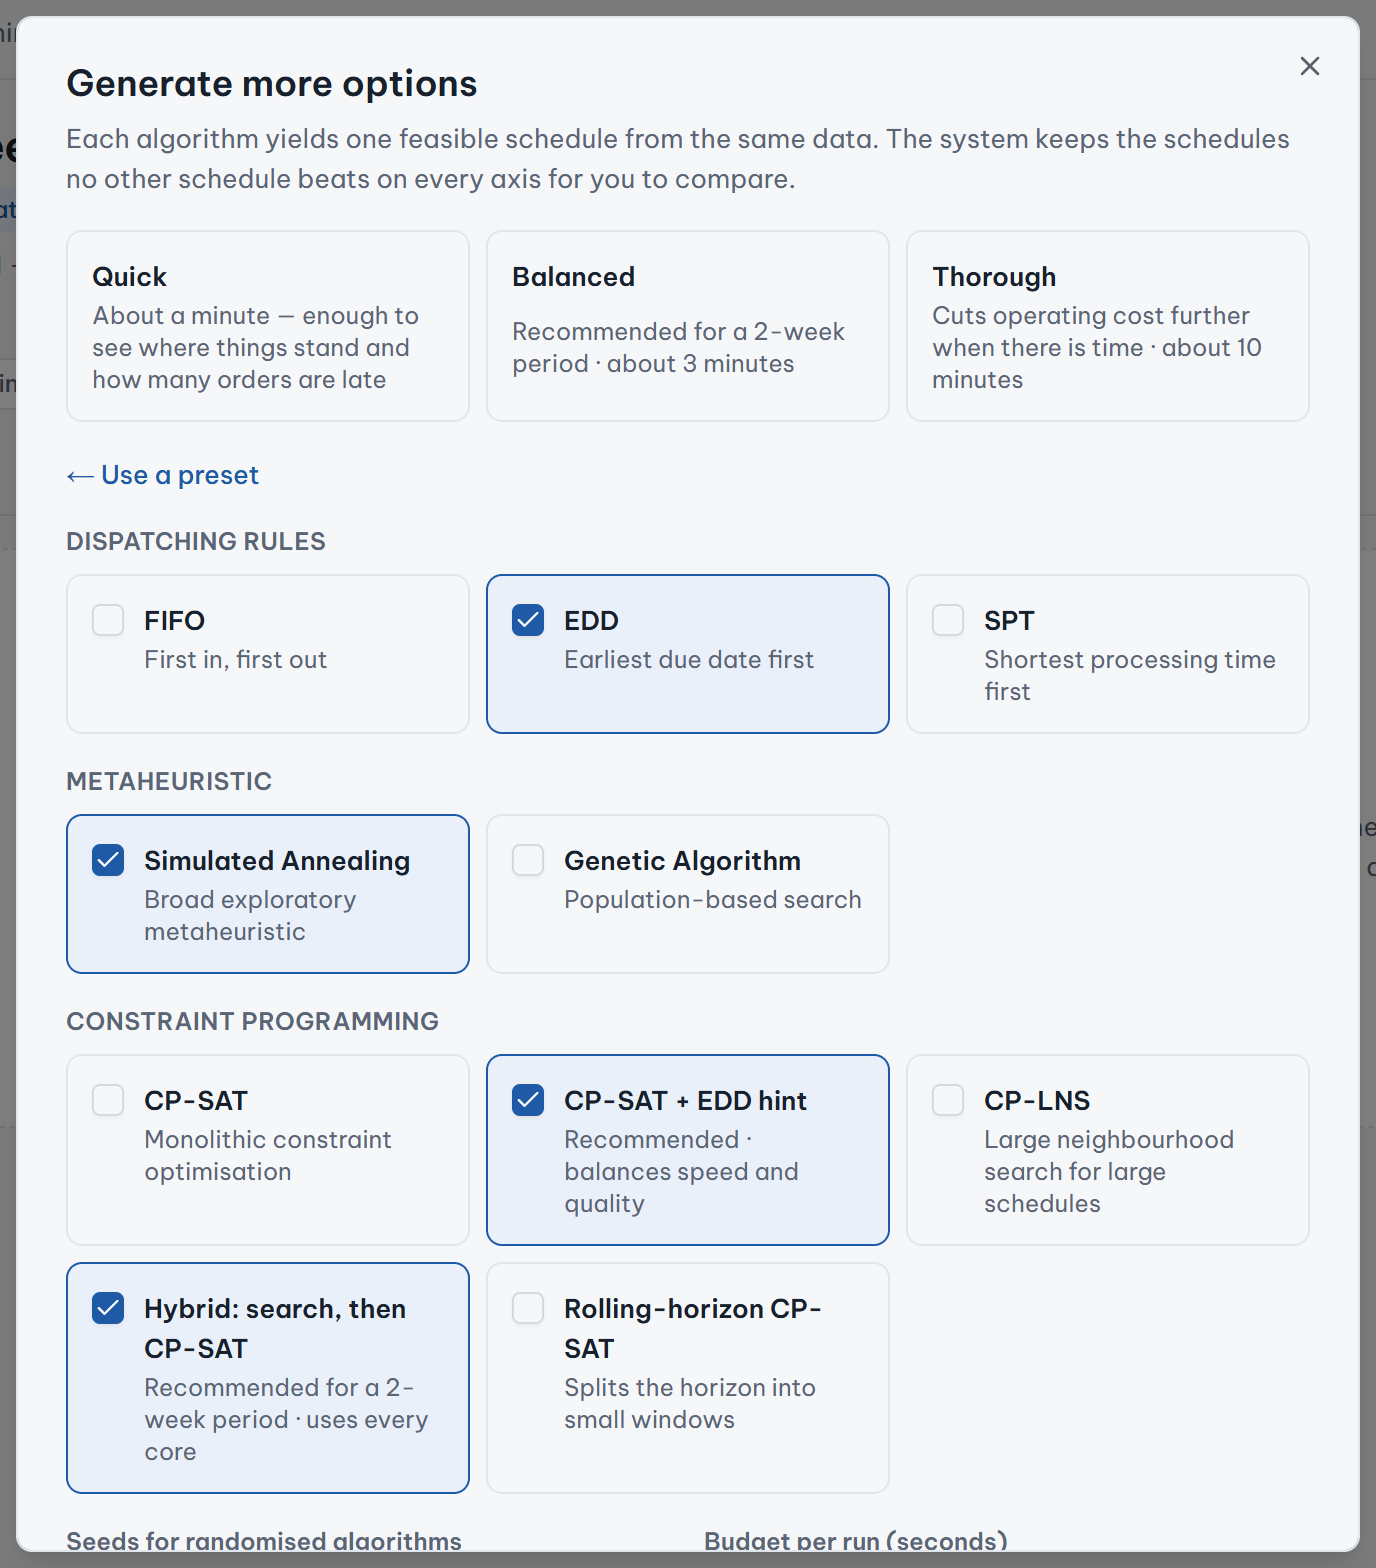 Generate more options
Each algorithm yields one feasible schedule from the same data. The system keeps the schedules
no other schedule beats on every axis for you to compare.
Quick
About a minute — enough to
see where things stand and
how many orders are late
Balanced
Recommended for a 2-week
period · about 3 minutes
Thorough
Cuts operating cost further
when there is time · about 10
minutes
← Use a preset
DISPATCHING RULES
FIFO
First in, first out
EDD
Earliest due date first
SPT
Shortest processing time
first
METAHEURISTIC
Simulated Annealing
Broad exploratory
metaheuristic
Genetic Algorithm
Population-based search
CONSTRAINT PROGRAMMING
CP-SAT
Monolithic constraint
optimisation
CP-SAT + EDD hint
Recommended ·
balances speed and
quality
CP-LNS
Large neighbourhood
search for large
schedules
Hybrid: search, then
CP-SAT
Recommended for a 2-
week period · uses every
core
Rolling-horizon CP-
SAT
Splits the horizon into
small windows
Seeds for randomised algorithms
Budget per run (seconds)